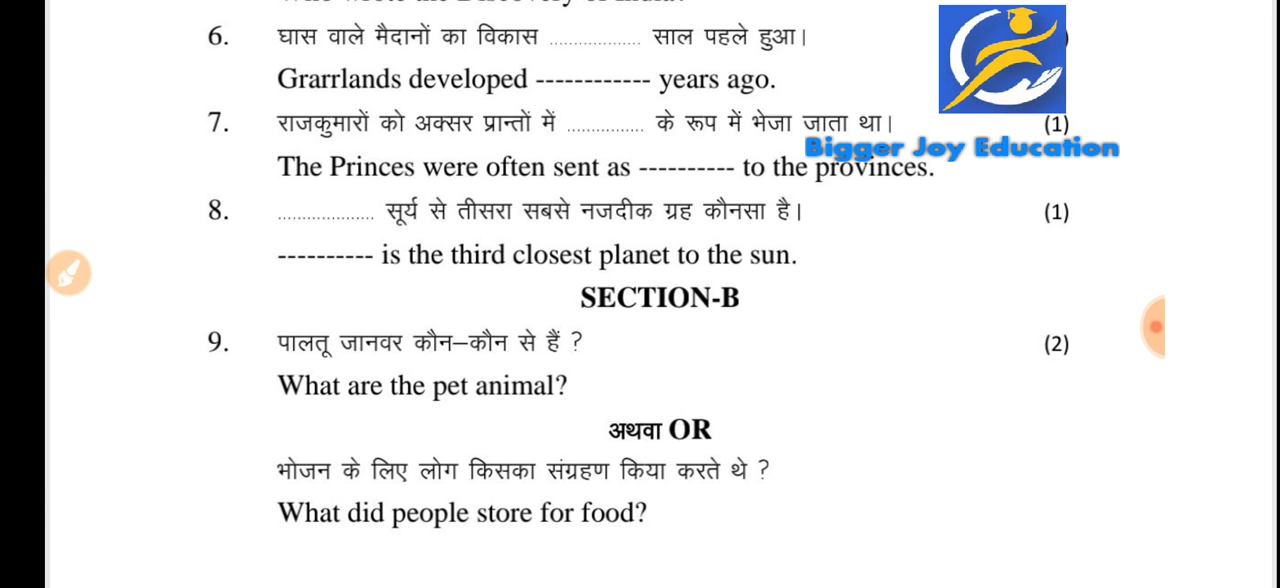 6. घास वाले मैदानों का विकास ................... साल पहले हुआ।
Grarrlands developed ------------ years ago.
7. राजकुमारों को अक्सर प्रान्तों में ................ के रूप में भेजा जाता था। (1)
Bigger Joy Education
The Princes were often sent as ---------- to the provinces.
8. .................... सूर्य से तीसरा सबसे नजदीक ग्रह कौनसा है। (1)
---------- is the third closest planet to the sun.
SECTION-B
9. पालतू जानवर कौन–कौन से हैं ? (2)
What are the pet animal?
अथवा OR
भोजन के लिए लोग किसका संग्रहण किया करते थे ?
What did people store for food?